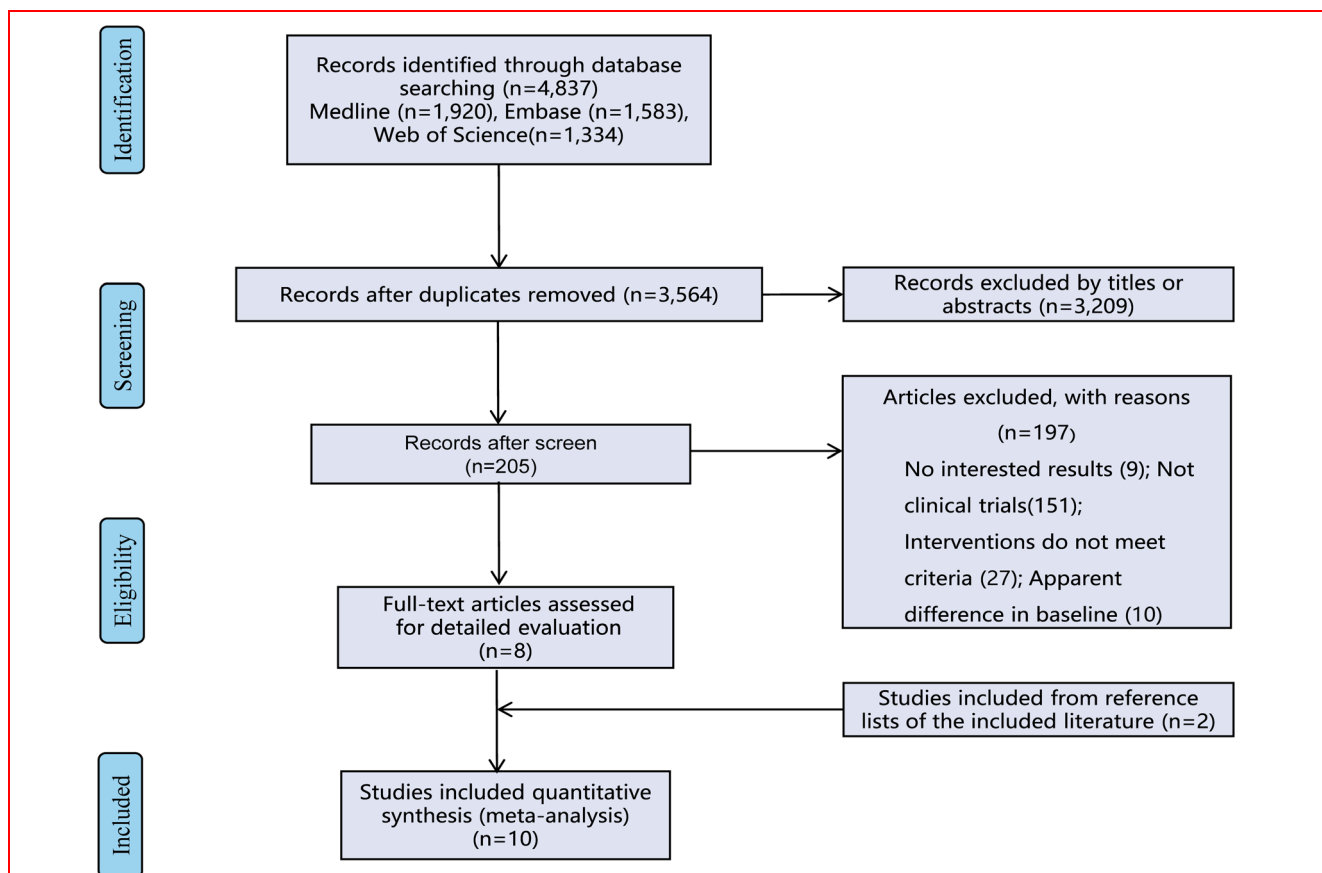 Identification
Records identified through database
searching (n=4,837)
Medline (n=1,920), Embase (n=1,583),
Web of Science(n=1,334)
Screening
Records after duplicates removed (n=3,564)
Records excluded by titles or
abstracts (n=3,209)
Records after screen
(n=205)
Articles excluded, with reasons
(n=197)
No interested results (9); Not
clinical trials(151);
Interventions do not meet
criteria (27); Apparent
difference in baseline (10)
Eligibility
Full-text articles assessed
for detailed evaluation
(n=8)
Studies included from reference
lists of the included literature (n=2)
Included
Studies included quantitative
synthesis (meta-analysis)
(n=10)